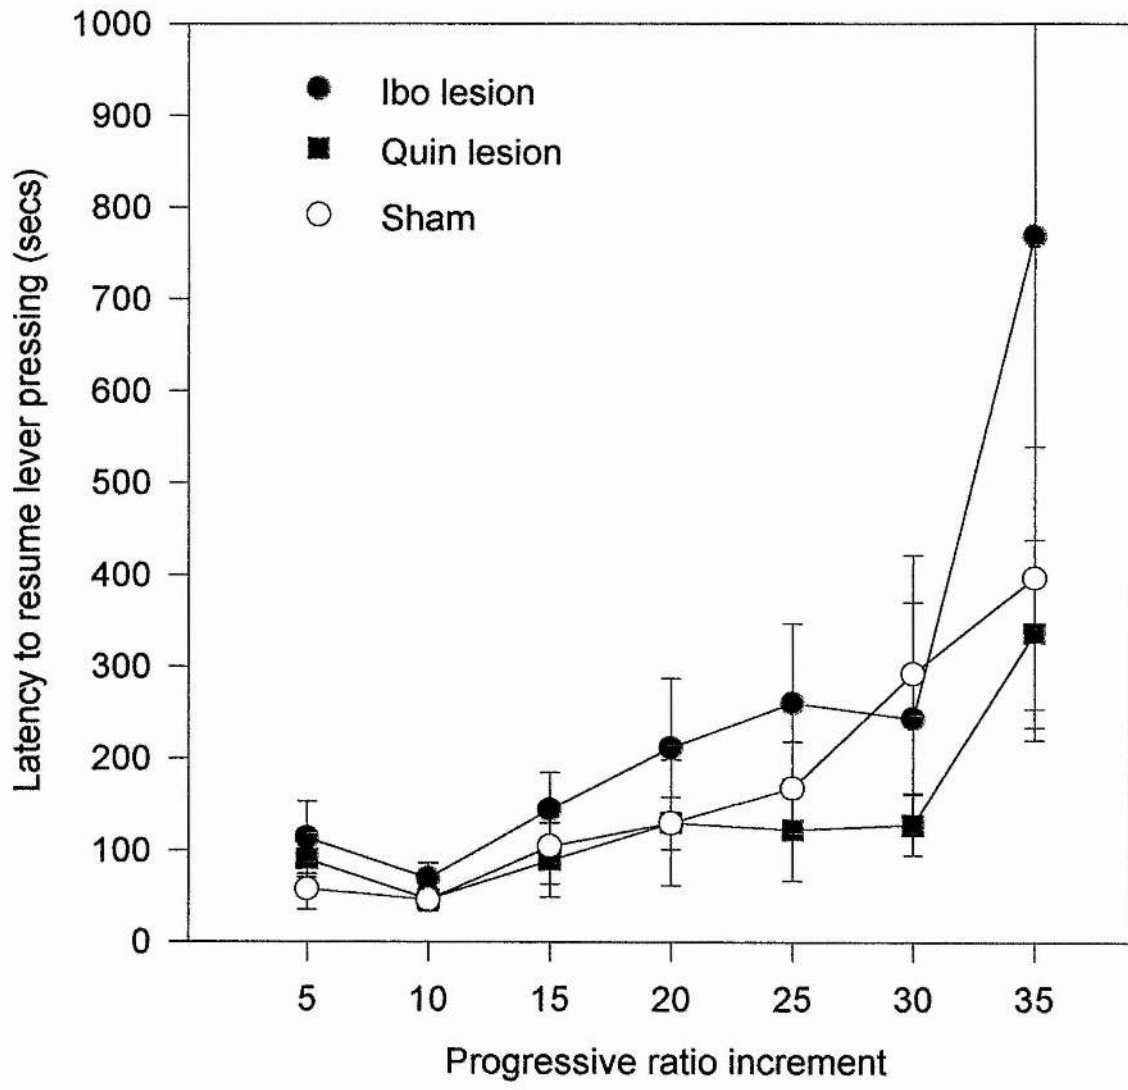 Latency to resume lever pressing (secs)
1000
900
800
700
600
500
400
300
200
100
0
Ibo lesion
Quin lesion
Sham
5 10 15 20 25 30 35
Progressive ratio increment